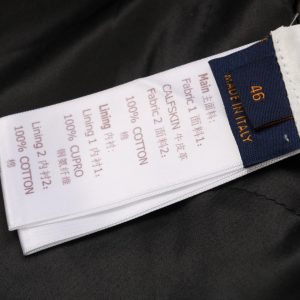 46
MADE IN ITALY
Main 主面料:
Fabric 1 面料1:
CALFSKIN 牛皮革
Fabric 2 面料2:
100% COTTON
棉
Lining 内衬:
Lining 1 内衬1:
100% CUPRO
铜氨纤维
Lining 2 内衬2:
100% COTTON
棉